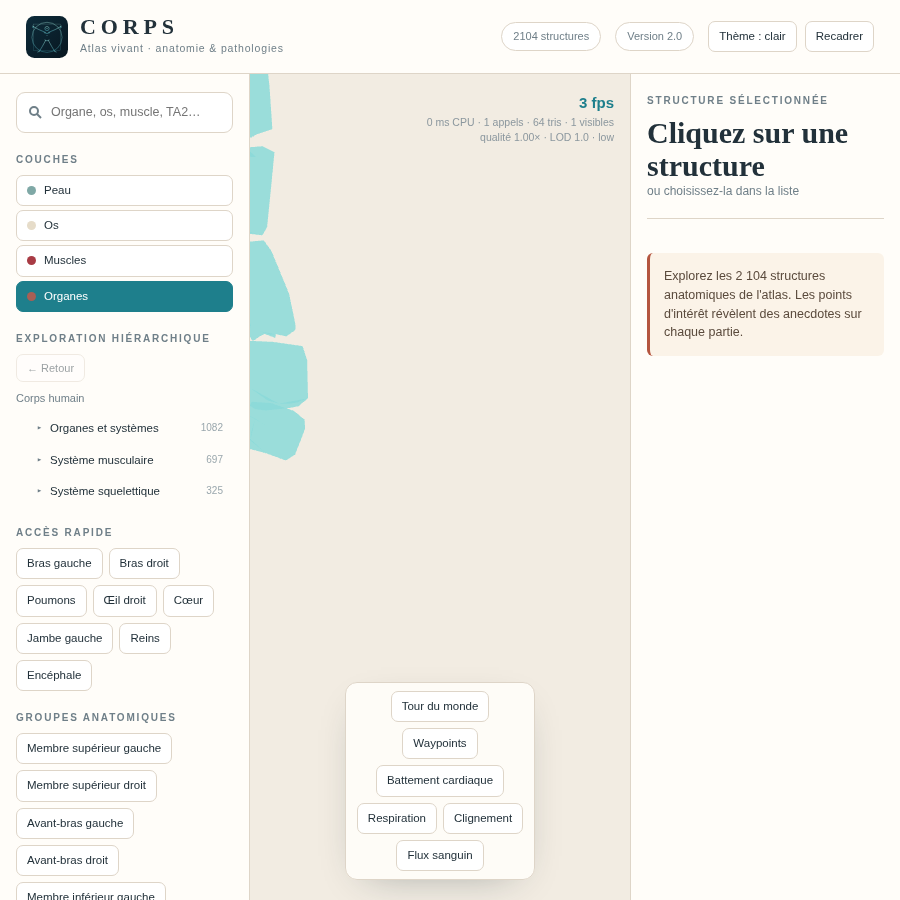 CORPS
Atlas vivant · anatomie & pathologies
2104 structures
Version 2.0
Thème : clair
Recadrer
Organe, os, muscle, TA2…
COUCHES
Peau
Os
Muscles
Organes
EXPLORATION HIÉRARCHIQUE
← Retour
Corps humain
Organes et systèmes 1082
Système musculaire 697
Système squelettique 325
ACCÈS RAPIDE
Bras gauche
Bras droit
Poumons
Œil droit
Cœur
Jambe gauche
Reins
Encéphale
GROUPES ANATOMIQUES
Membre supérieur gauche
Membre supérieur droit
Avant-bras gauche
Avant-bras droit
Membre inférieur gauche
3 fps
0 ms CPU · 1 appels · 64 tris · 1 visibles
qualité 1.00× · LOD 1.0 · low
Tour du monde
Waypoints
Battement cardiaque
Respiration
Clignement
Flux sanguin
STRUCTURE SÉLECTIONNÉE
Cliquez sur une
structure
ou choisissez-la dans la liste
Explorez les 2 104 structures
anatomiques de l'atlas. Les points
d'intérêt révèlent des anecdotes sur
chaque partie.